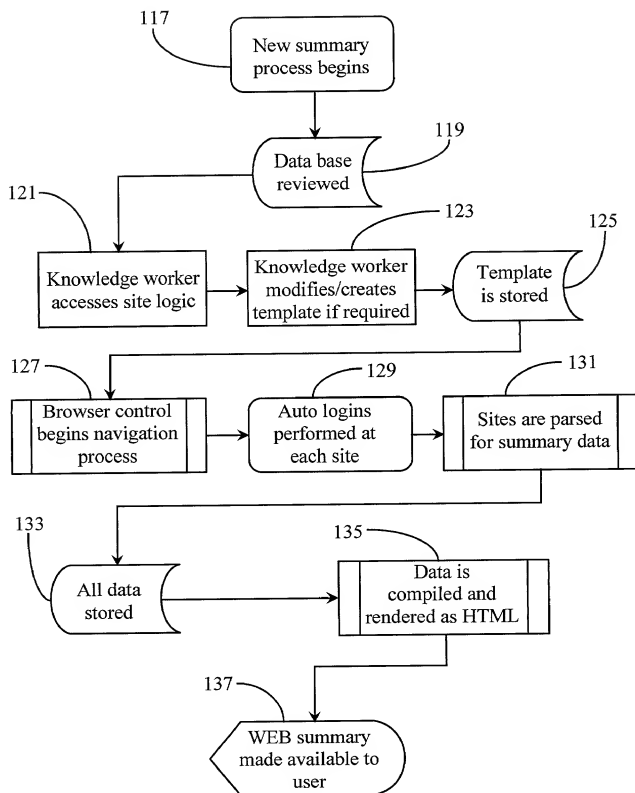 117
New summary
process begins
119
Data base
reviewed
121
Knowledge worker
accesses site logic
123
Knowledge worker
modifies/creates
template if required
125
Template
is stored
127
Browser control
begins navigation
process
129
Auto logins
performed at
each site
131
Sites are parsed
for summary data
133
All data
stored
135
Data is
compiled and
rendered as HTML
137
WEB summary
made available to
user